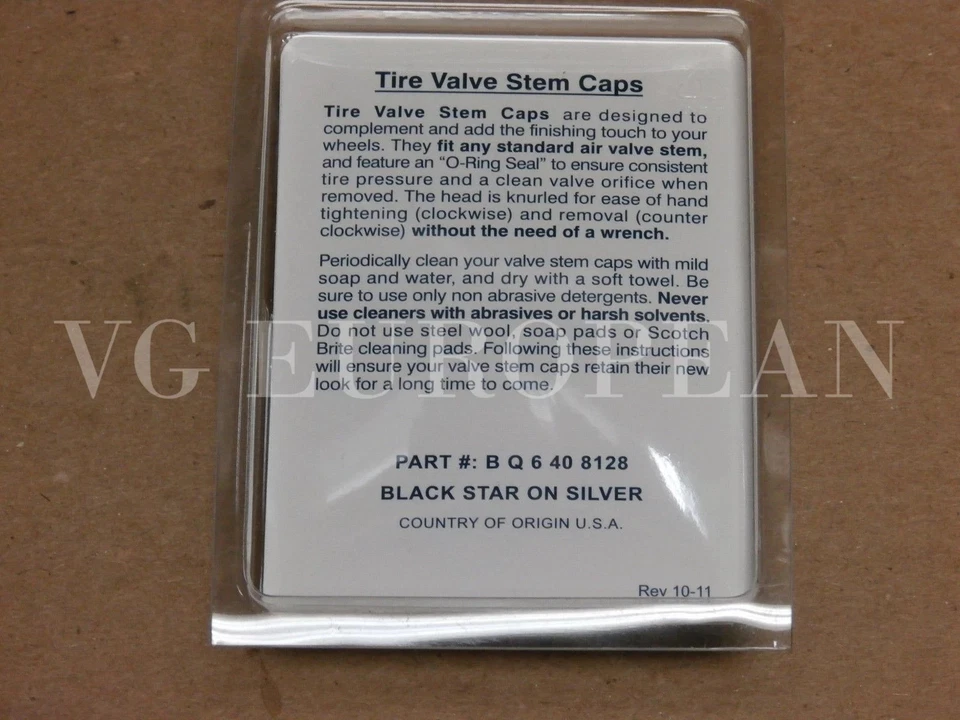 Tire Valve Stem Caps
Tire Valve Stem Caps are designed to
complement and add the finishing touch to your
wheels. They fit any standard air valve stem,
and feature an “O-Ring Seal” to ensure consistent
tire pressure and a clean valve orifice when
removed. The head is knurled for ease of hand
tightening (clockwise) and removal (counter
clockwise) without the need of a wrench.
Periodically clean your valve stem caps with mild
soap and water, and dry with a soft towel. Be
sure to use only non abrasive detergents. Never
use cleaners with abrasives or harsh solvents.
Do not use steel wool, soap pads or Scotch
Brite cleaning pads. Following these instructions
will ensure your valve stem caps retain their new
look for a long time to come.
VG EUROPEAN
PART #: B Q 6 40 8128
BLACK STAR ON SILVER
COUNTRY OF ORIGIN U.S.A.
Rev 10-11